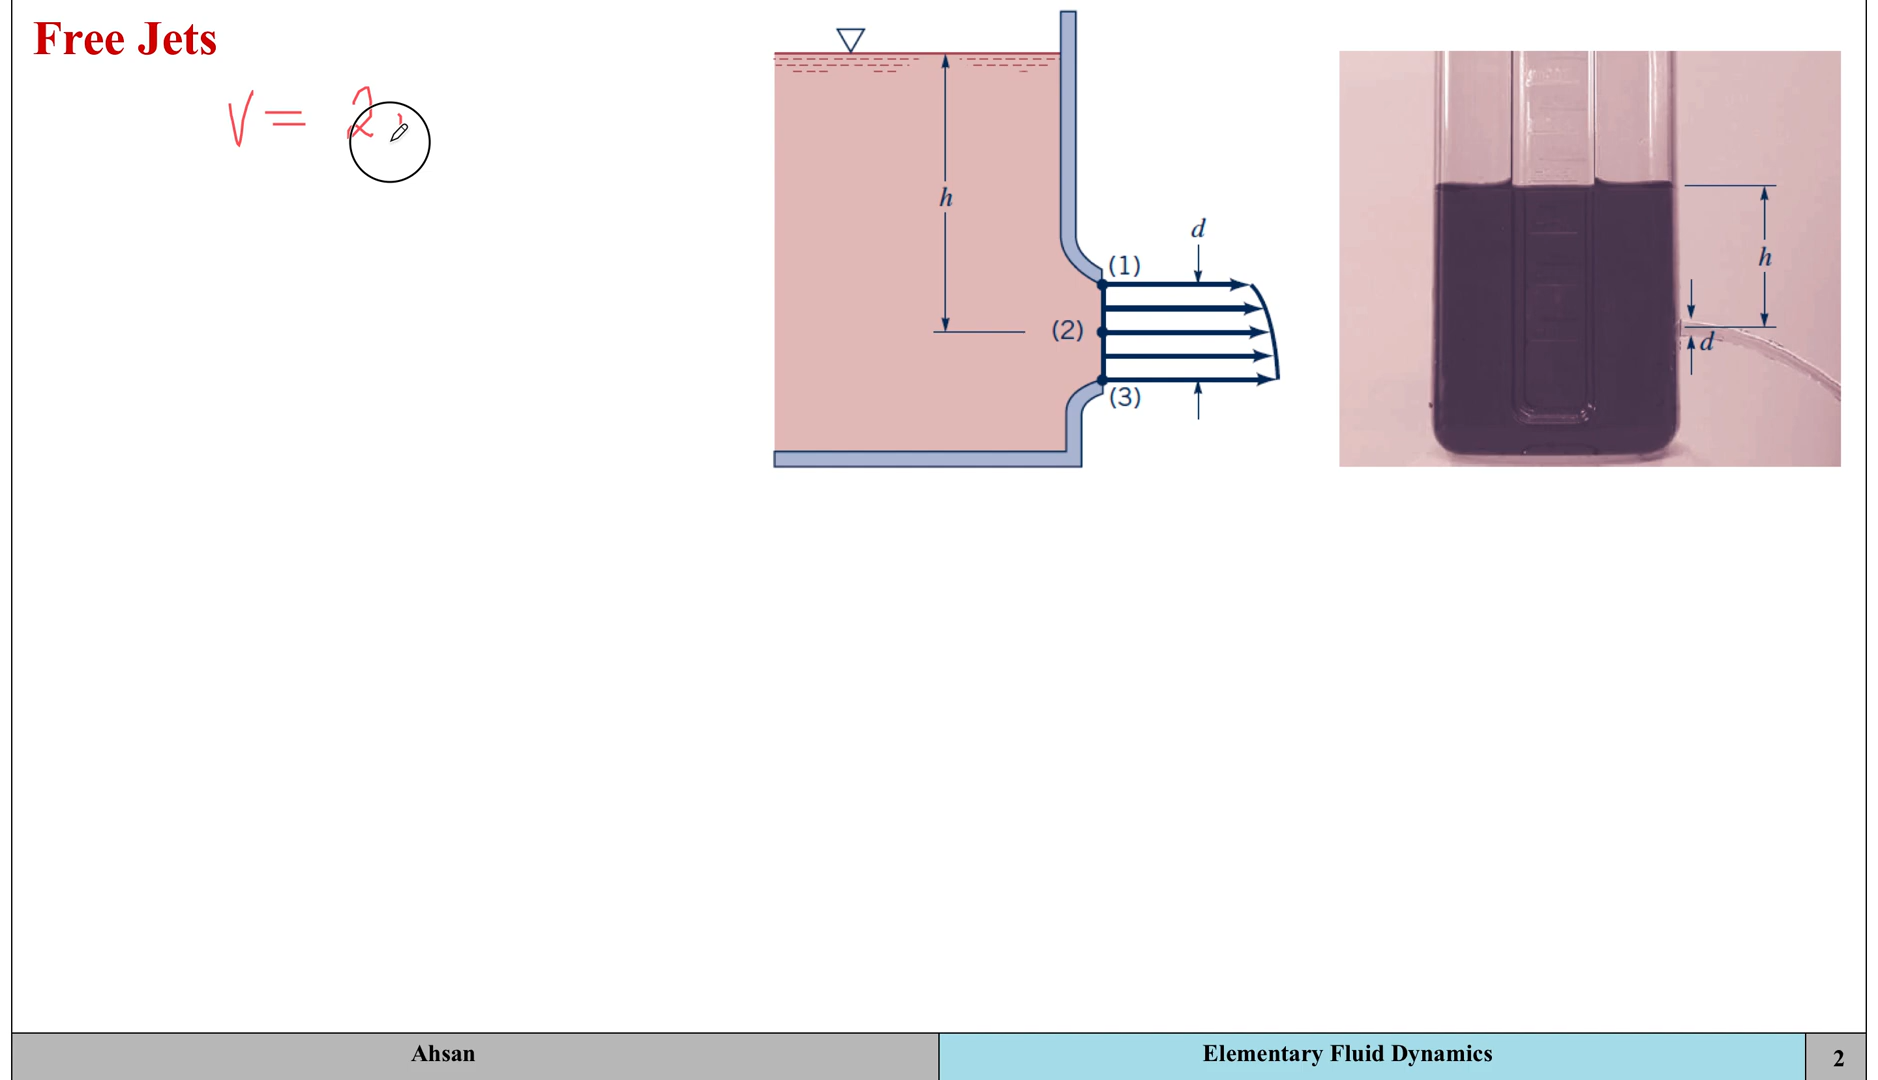 Free Jets
V = 2
h
d
(1)
(2)
(3)
h
d
Ahsan
Elementary Fluid Dynamics
2